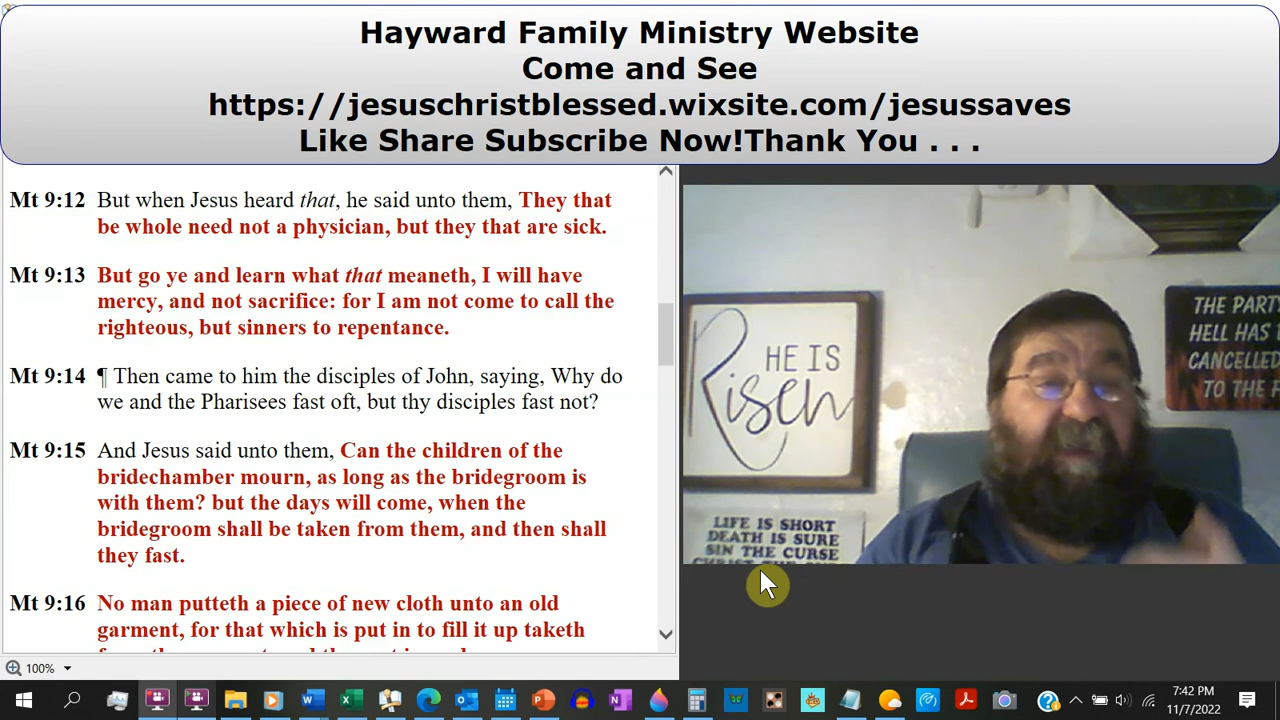 Hayward Family Ministry Website
Come and See
https://jesuschristblessed.wixsite.com/jesussaves
Like Share Subscribe Now!Thank You . . .
Mt 9:12 But when Jesus heard that, he said unto them, They that
be whole need not a physician, but they that are sick.
Mt 9:13 But go ye and learn what that meaneth, I will have
mercy, and not sacrifice: for I am not come to call the
righteous, but sinners to repentance.
Mt 9:14 ¶ Then came to him the disciples of John, saying, Why do
we and the Pharisees fast oft, but thy disciples fast not?
Mt 9:15 And Jesus said unto them, Can the children of the
bridechamber mourn, as long as the bridegroom is
with them? but the days will come, when the
bridegroom shall be taken from them, and then shall
they fast.
Mt 9:16 No man putteth a piece of new cloth unto an old
garment, for that which is put in to fill it up taketh
HE IS
Risen
THE PARTY
HELL HAS
CANCELLED
TO THE
LIFE IS SHORT
DEATH IS SURE
SIN THE CURSE
100%
7:42 PM
11/7/2022